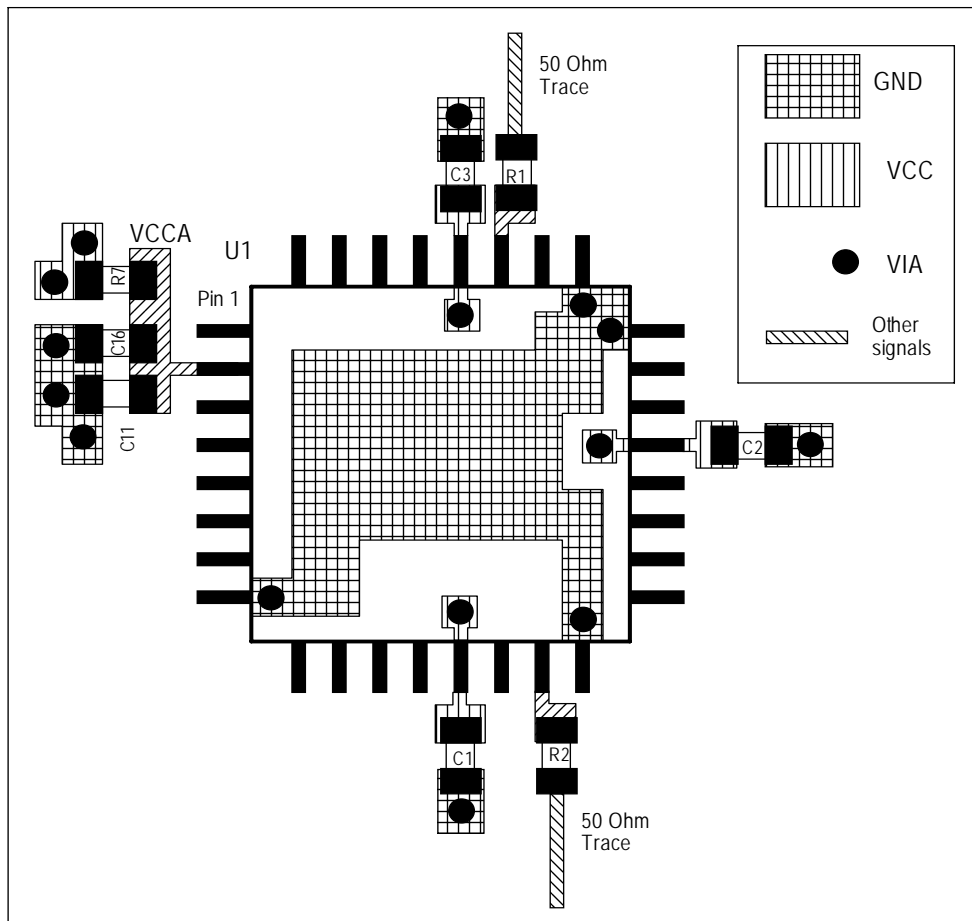 50 Ohm
Trace
GND
C3
R1
VCC
VCCA
U1
R7
VIA
Pin 1
C16
Other
signals
C11
C2
C1
R2
50 Ohm
Trace